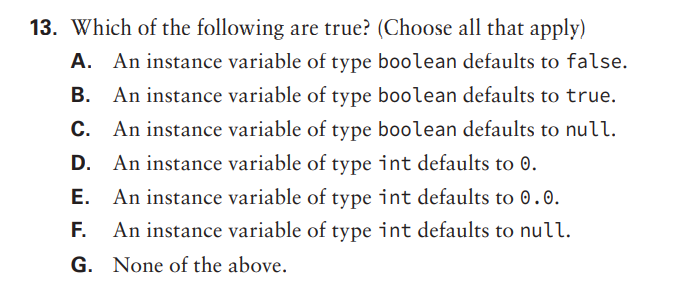 13. Which of the following are true? (Choose all that apply)
A. An instance variable of type boolean defaults to false.
B. An instance variable of type boolean defaults to true.
C. An instance variable of type boolean defaults to null.
D. An instance variable of type int defaults to 0.
E. An instance variable of type int defaults to 0.0.
F. An instance variable of type int defaults to null.
G. None of the above.